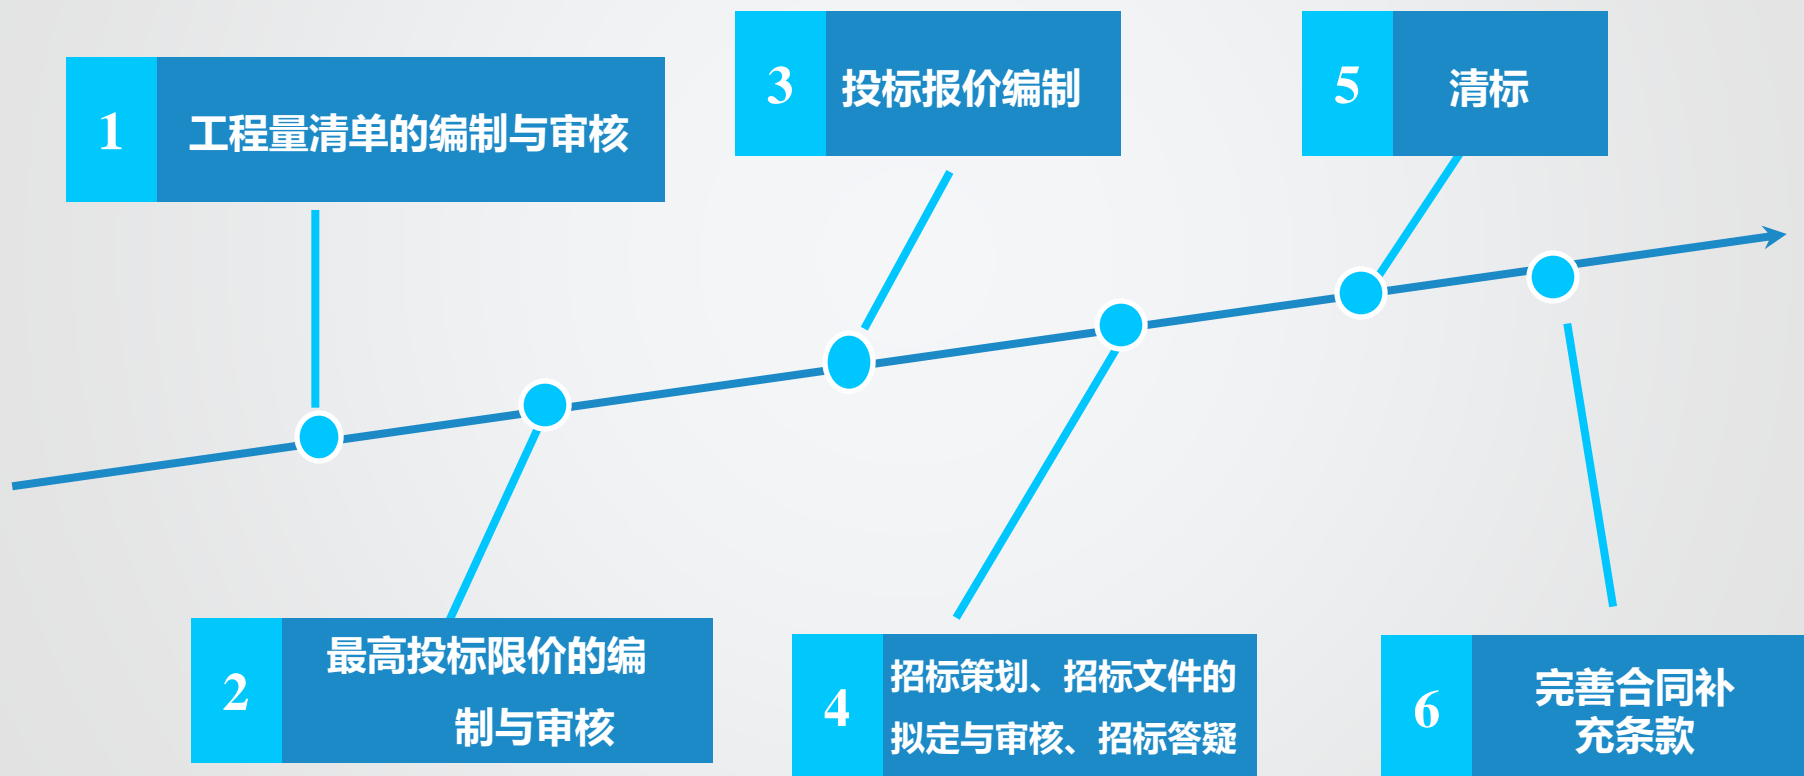 1
工程量清单的编制与审核
2
最高投标限价的编
制与审核
3
投标报价编制
4
招标策划、招标文件的
拟定与审核、招标答疑
5
清标
6
完善合同补
充条款